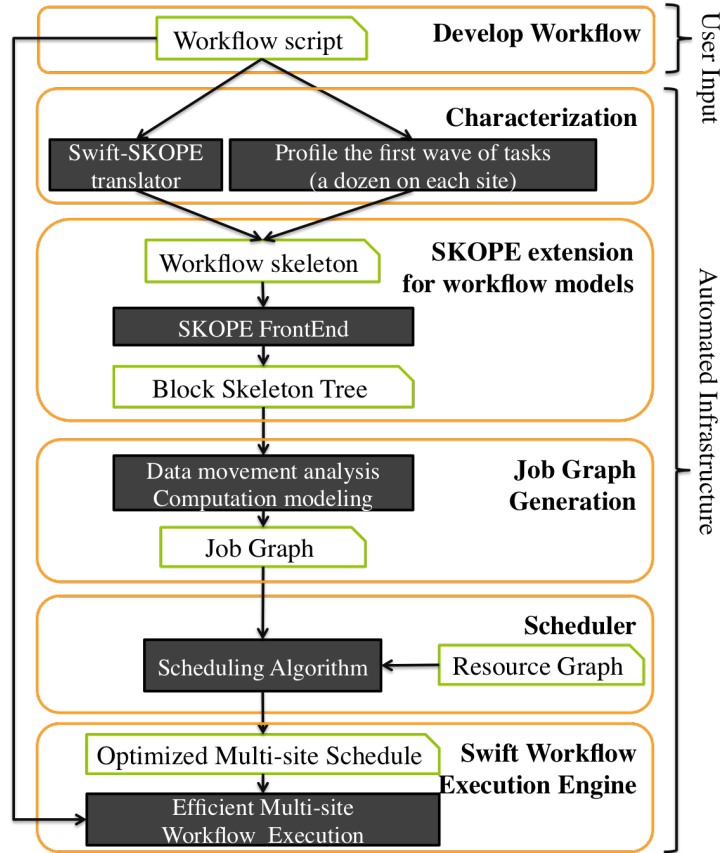 Workflow script
Develop Workflow
User Input
Characterization
Swift-SKOPE
translator
Profile the first wave of tasks
(a dozen on each site)
SKOPE extension
for workflow models
Workflow skeleton
SKOPE FrontEnd
Block Skeleton Tree
Automated Infrastructure
Data movement analysis
Computation modeling
Job Graph
Generation
Job Graph
Scheduler
Scheduling Algorithm
Resource Graph
Optimized Multi-site Schedule
Swift Workflow
Execution Engine
Efficient Multi-site
Workflow Execution